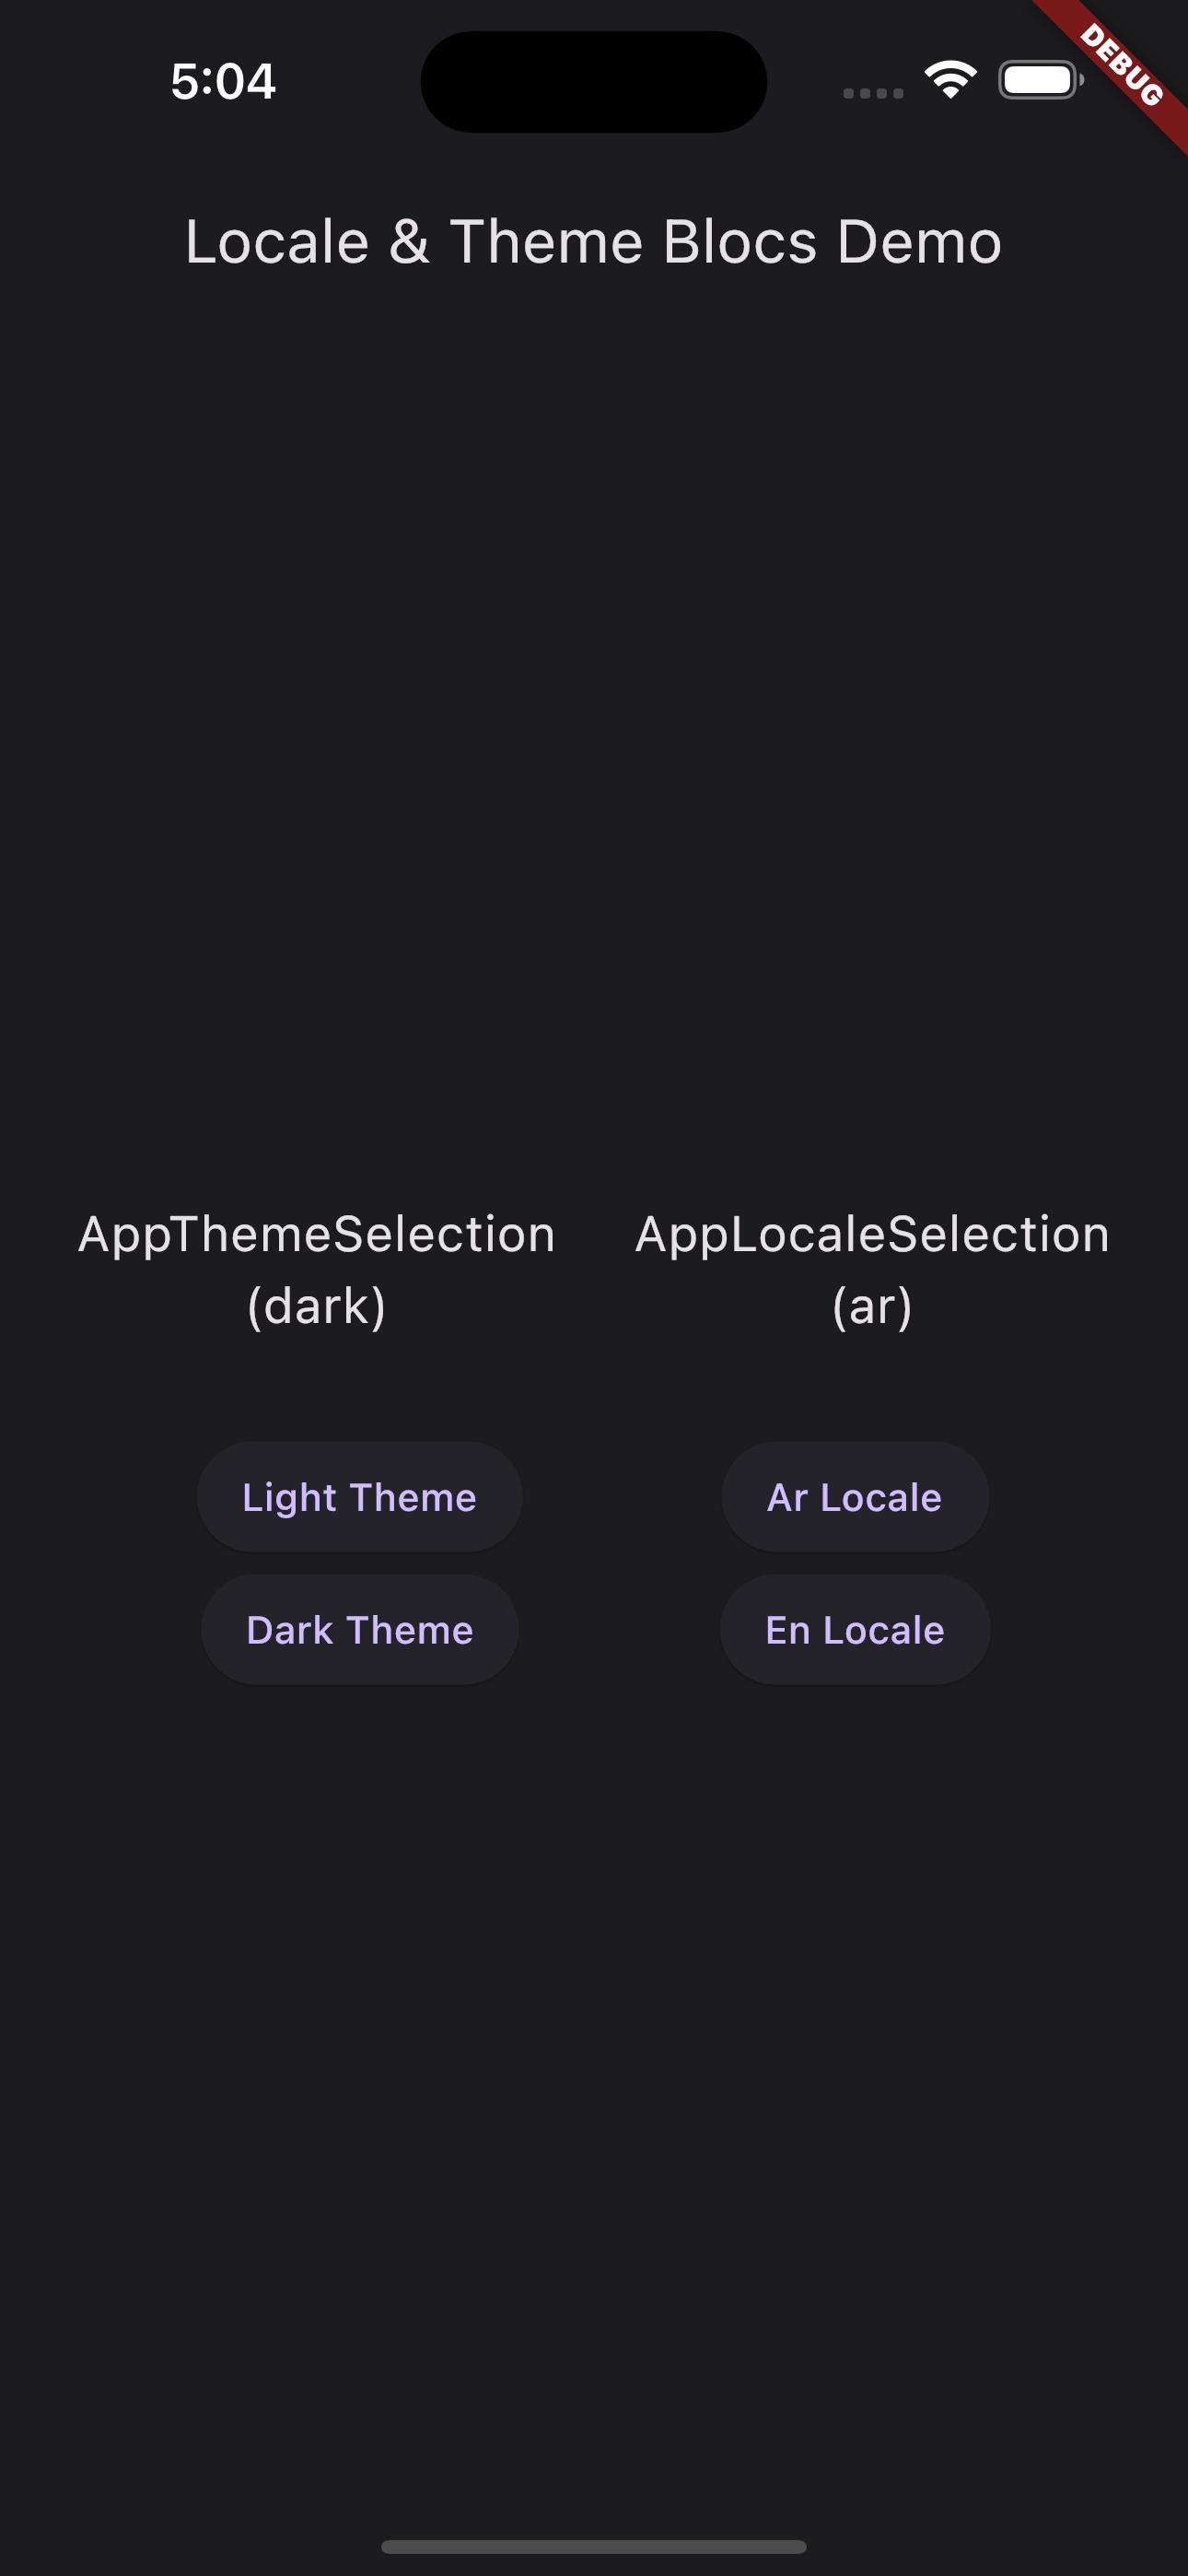 5:04
DEBUG
Locale & Theme Blocs Demo
AppThemeSelection
(dark)
AppLocaleSelection
(ar)
Light Theme
Ar Locale
Dark Theme
En Locale